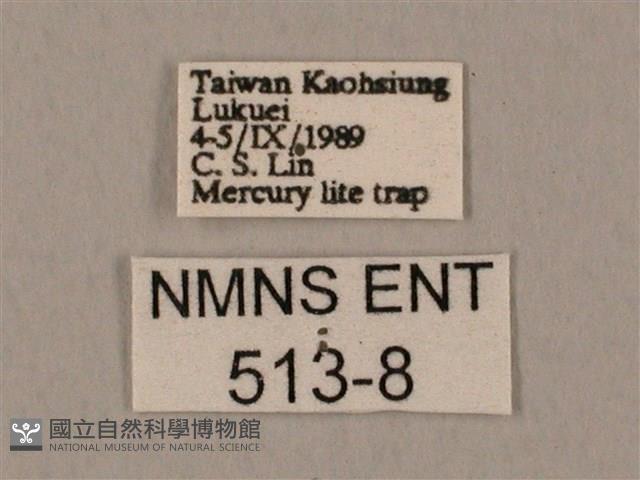 Taiwan Kaohsiung
Lukuei
4-5/IX/1989
C. S. Lin
Mercury lite trap
NMNS ENT
513-8
國立自然科學博物館
NATIONAL MUSEUM OF NATURAL SCIENCE